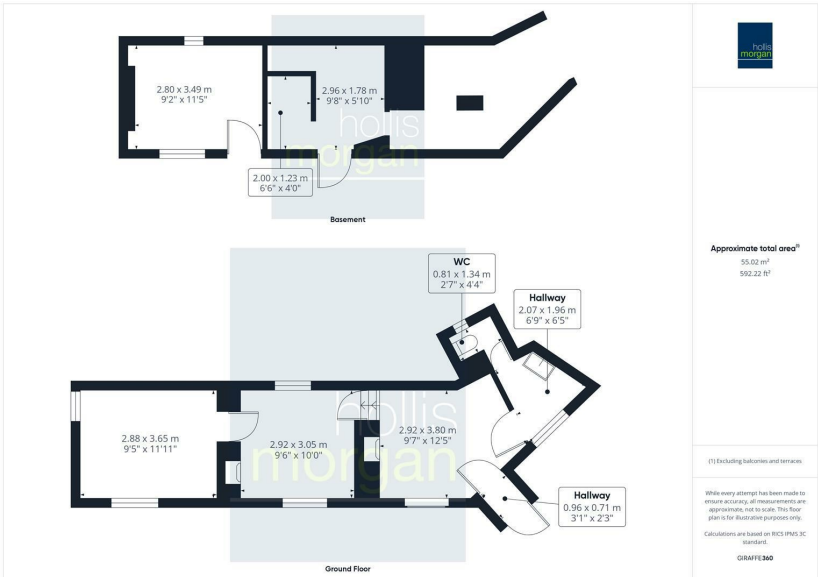 2.80 x 3.49 m
9'2" x 11'5"
2.96 x 1.78 m
9'8" x 5'10"
2.00 x 1.23 m
6'6" x 4'0"
hollis
morgan
Basement
WC
0.81 x 1.34 m
2'7" x 4'4"
Hallway
2.07 x 1.96 m
6'9" x 6'5"
2.88 x 3.65 m
9'5" x 11'11"
2.92 x 3.05 m
9'6" x 10'0"
2.92 x 3.80 m
9'7" x 12'5"
hollis
morgan
Hallway
0.96 x 0.71 m
3'1" x 2'3"
Ground Floor
hollis
morgan
Approximate total area(1)
55.02 m²
592.22 ft²
(1) Excluding balconies and terraces
While every attempt has been made to
ensure accuracy, all measurements are
approximate, not to scale. This floor
plan is for illustrative purposes only.
Calculations are based on RICS IPMS 3C
standard.
GIRAFFE360